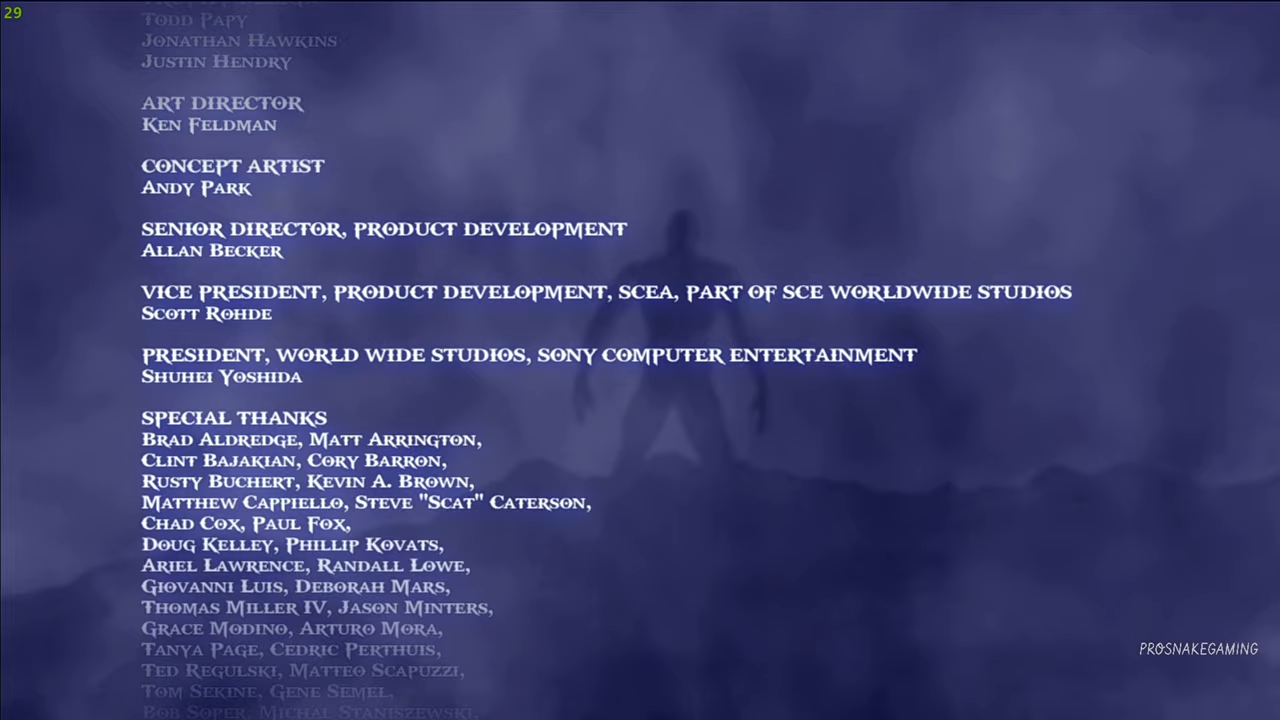 29
Todd Papy
Jonathan Hawkins
Justin Hendry
ART DIRECTOR
Ken Feldman
CONCEPT ARTIST
Andy Park
SENIOR DIRECTOR, PRODUCT DEVELOPMENT
Allan Becker
VICE PRESIDENT, PRODUCT DEVELOPMENT, SCEA, PART OF SCE WORLDWIDE STUDIOS
Scott Rohde
PRESIDENT, WORLD WIDE STUDIOS, SONY COMPUTER ENTERTAINMENT
Shuhei Yoshida
SPECIAL THANKS
Brad Aldredge, Matt Arrington,
Clint Bajakian, Cory Barron,
Rusty Buchert, Kevin A. Brown,
Matthew Cappiello, Steve "Scat" Caterson,
Chad Cox, Paul Fox,
Doug Kelley, Phillip Kovats,
Ariel Lawrence, Randall Lowe,
Giovanni Luis, Deborah Mars,
Thomas Miller IV, Jason Minters,
Grace Modino, Arturo Mora,
Tanya Page, Cedric Perthuis,
Ted Regulski, Matteo Scapuzzi,
Tom Sekine, Gene Semel,
Bob Soper, Michal Staniszewski,
PROSNAKEGAMING